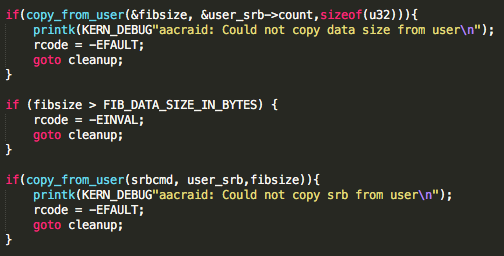 if(copy_from_user(&fibsize, &user_srb->count,sizeof(u32))){
    printk(KERN_DEBUG"aacraid: Could not copy data size from user\n");
    rcode = -EFAULT;
    goto cleanup;
}

if (fibsize > FIB_DATA_SIZE_IN_BYTES) {
    rcode = -EINVAL;
    goto cleanup;
}

if(copy_from_user(srbcmd, user_srb,fibsize)){
    printk(KERN_DEBUG"aacraid: Could not copy srb from user\n");
    rcode = -EFAULT;
    goto cleanup;
}